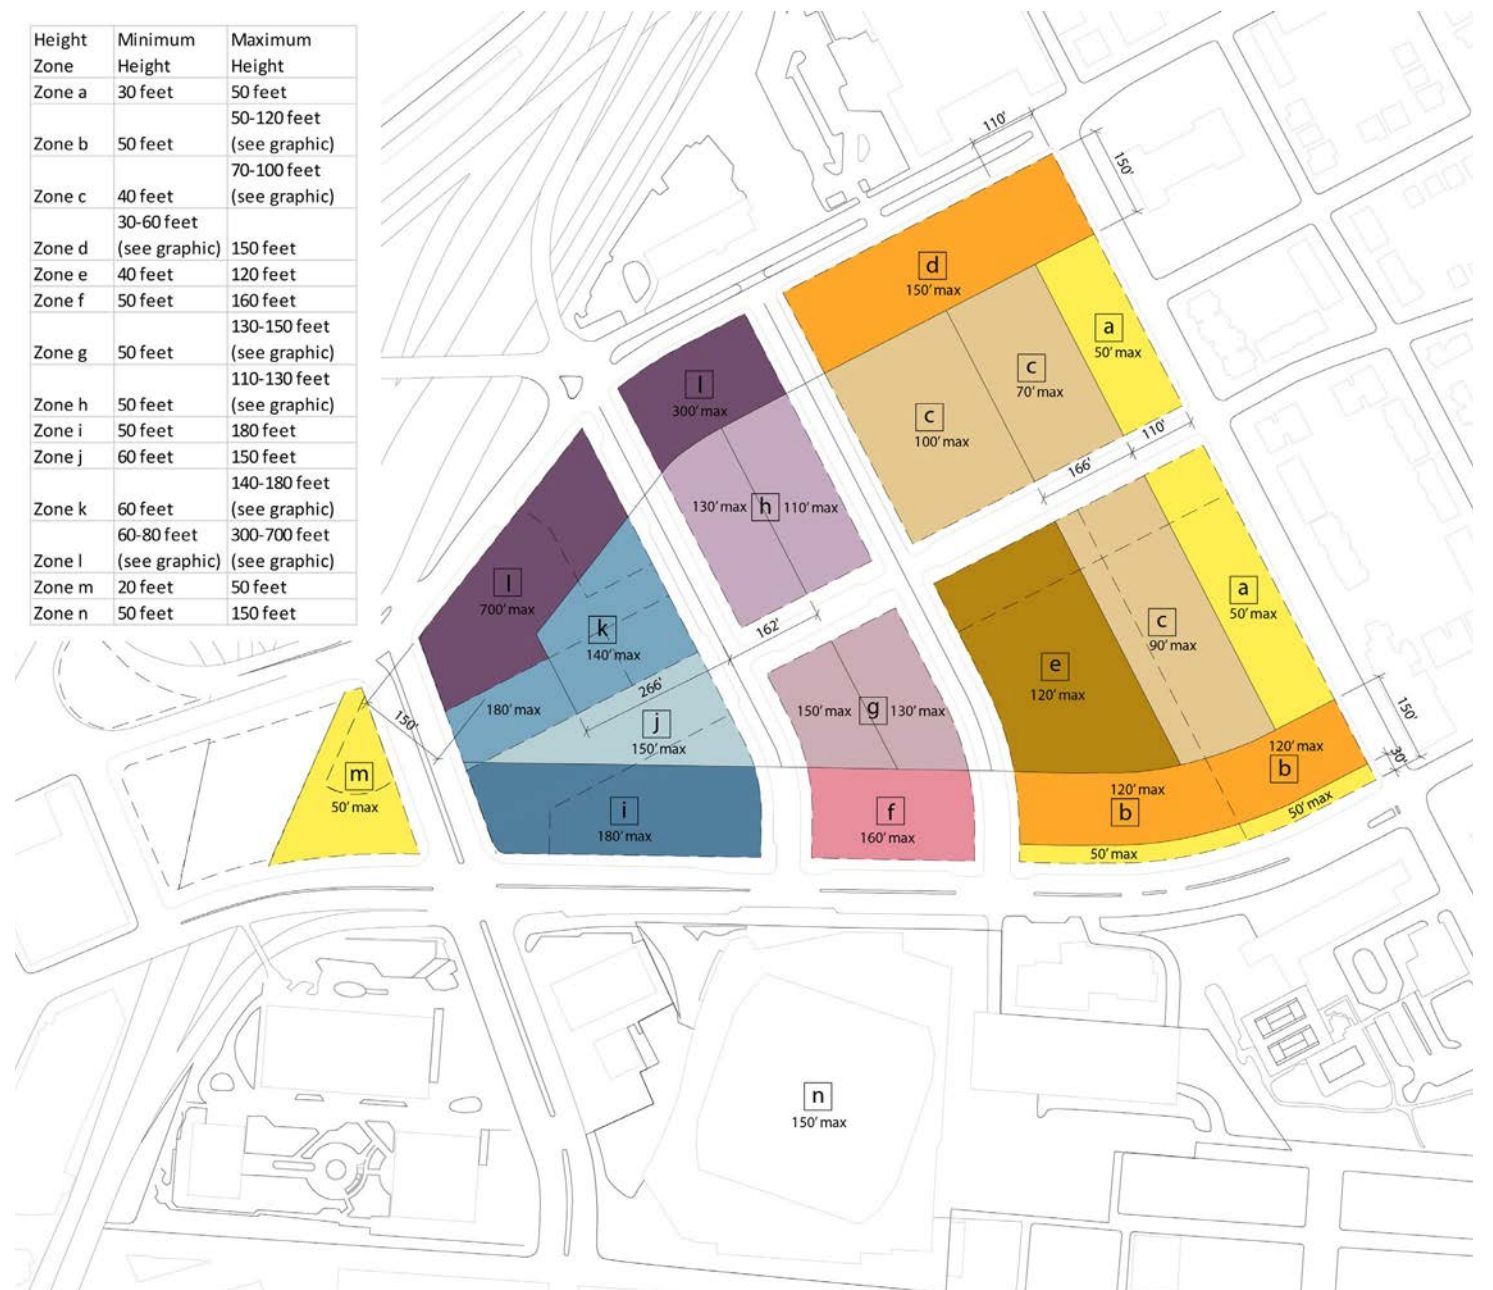 Height Minimum Maximum
Zone Height Height
Zone a 30 feet 50 feet
50-120 feet
Zone b 50 feet (see graphic)
70-100 feet
Zone c 40 feet (see graphic)
30-60 feet
Zone d (see graphic) 150 feet
Zone e 40 feet 120 feet
Zone f 50 feet 160 feet
130-150 feet
Zone g 50 feet (see graphic)
110-130 feet
Zone h 50 feet (see graphic)
Zone i 50 feet 180 feet
Zone j 60 feet 150 feet
140-180 feet
Zone k 60 feet (see graphic)
60-80 feet 300-700 feet
Zone l (see graphic) (see graphic)
Zone m 20 feet 50 feet
Zone n 50 feet 150 feet
110'
150'
d
150' max
a
50' max
c
70' max
l
300' max
c
100' max
110'
166'
130' max h 110' max
l
700' max
a
50' max
k
140' max
162'
c
90' max
e
120' max
266'
180' max
150' max g 130' max
150'
j
150' max
150'
30'
m
50' max
120' max
b
120' max
b
50' max
i
180' max
f
160' max
50' max
n
150' max